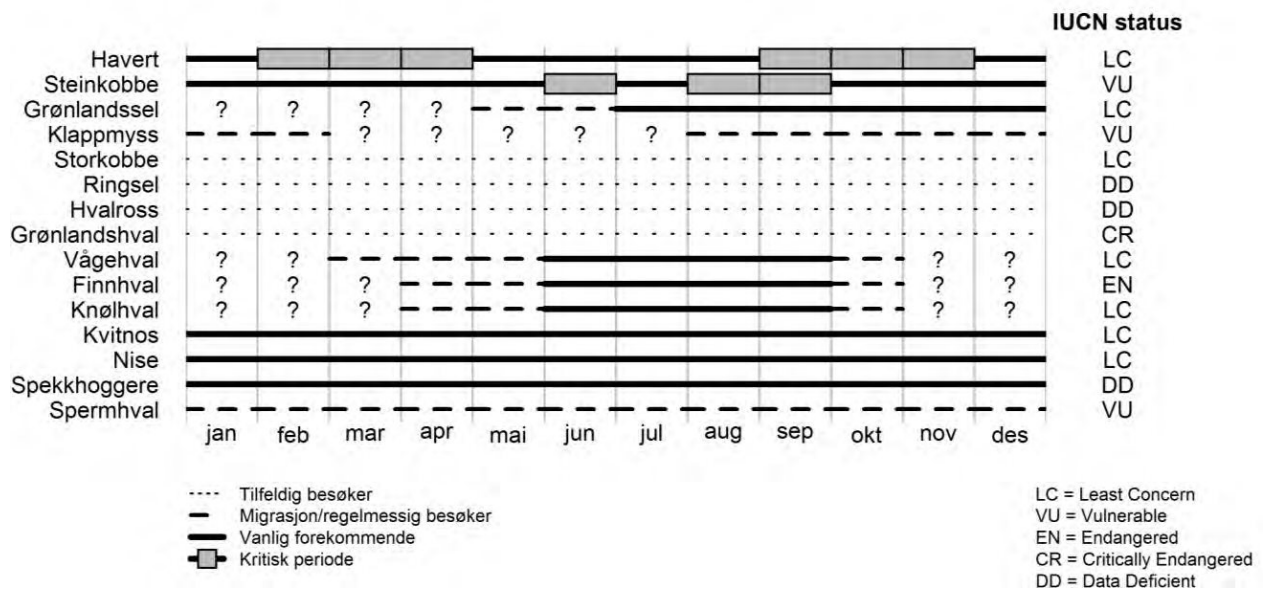 IUCN status
Havert LC
Steinkobbe VU
Grønlandssel ? ? ? ? LC
Klappmyss ? ? ? ? ? VU
Storkobbe LC
Ringsel DD
Hvalross DD
Grønlandshval CR
Vågehval ? ? ? ? LC
Finnhval ? ? ? ? ? EN
Knølhval ? ? ? ? ? LC
Kvitnos LC
Nise LC
Spekkhoggere DD
Spermhval VU
jan feb mar apr mai jun jul aug sep okt nov des
Tilfeldig besøker
Migrasjon/regelmessig besøker
Vanlig forekommende
Kritisk periode
LC = Least Concern
VU = Vulnerable
EN = Endangered
CR = Critically Endangered
DD = Data Deficient